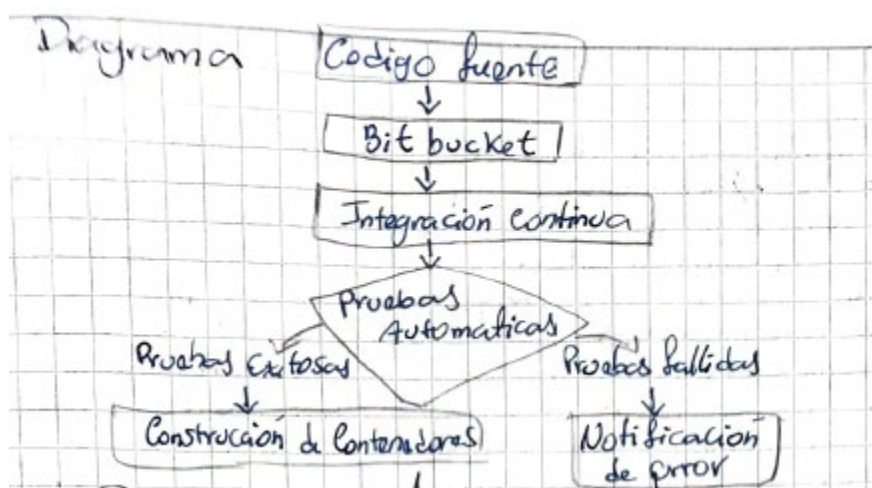 Diagrama
Codigo fuente
Bit bucket
Integración Continua
Pruebas
Automaticas
Pruebas Exitosas
Pruebas fallidas
Construcción de Contenedores
Notificación
de error